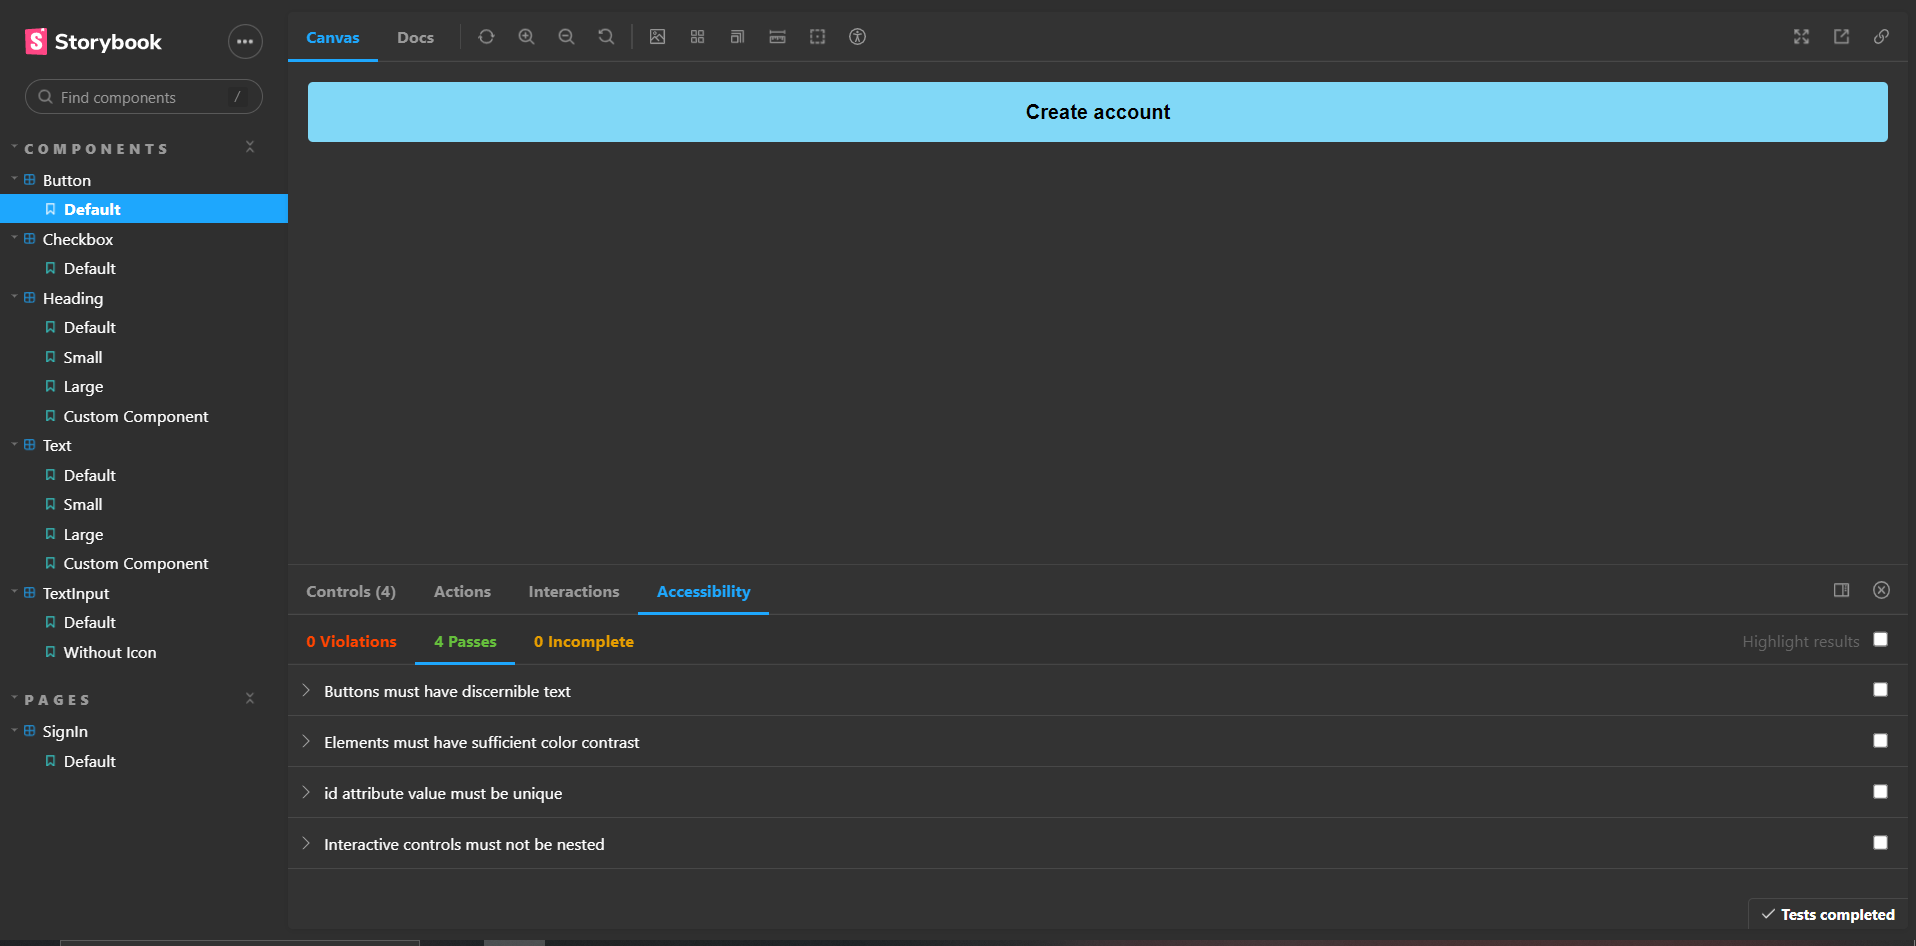 Storybook
Find components
/
COMPONENTS
Button
Default
Checkbox
Default
Heading
Default
Small
Large
Custom Component
Text
Default
Small
Large
Custom Component
TextInput
Default
Without Icon
PAGES
SignIn
Default
Canvas Docs
Create account
Controls (4) Actions Interactions Accessibility
0 Violations 4 Passes 0 Incomplete Highlight results
Buttons must have discernible text
Elements must have sufficient color contrast
id attribute value must be unique
Interactive controls must not be nested
Tests completed